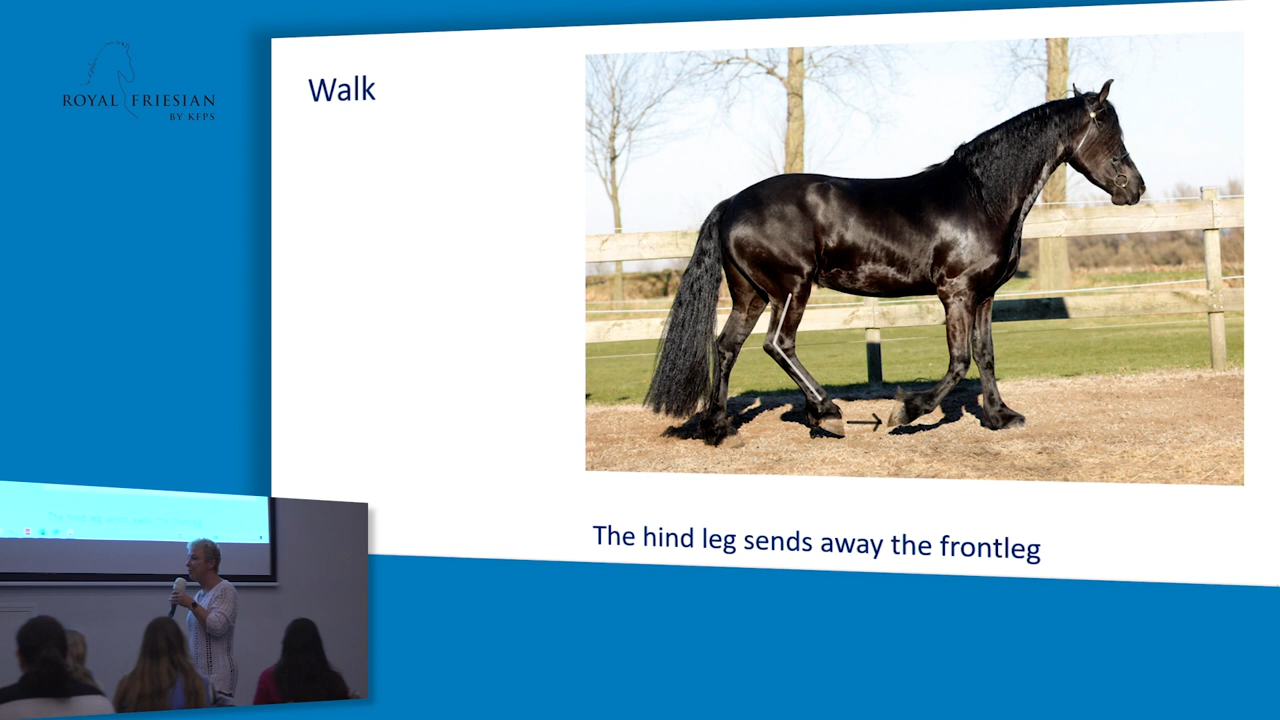 ROYAL FRIESIAN
BY KFPS
Walk
The hind leg sends away the frontleg